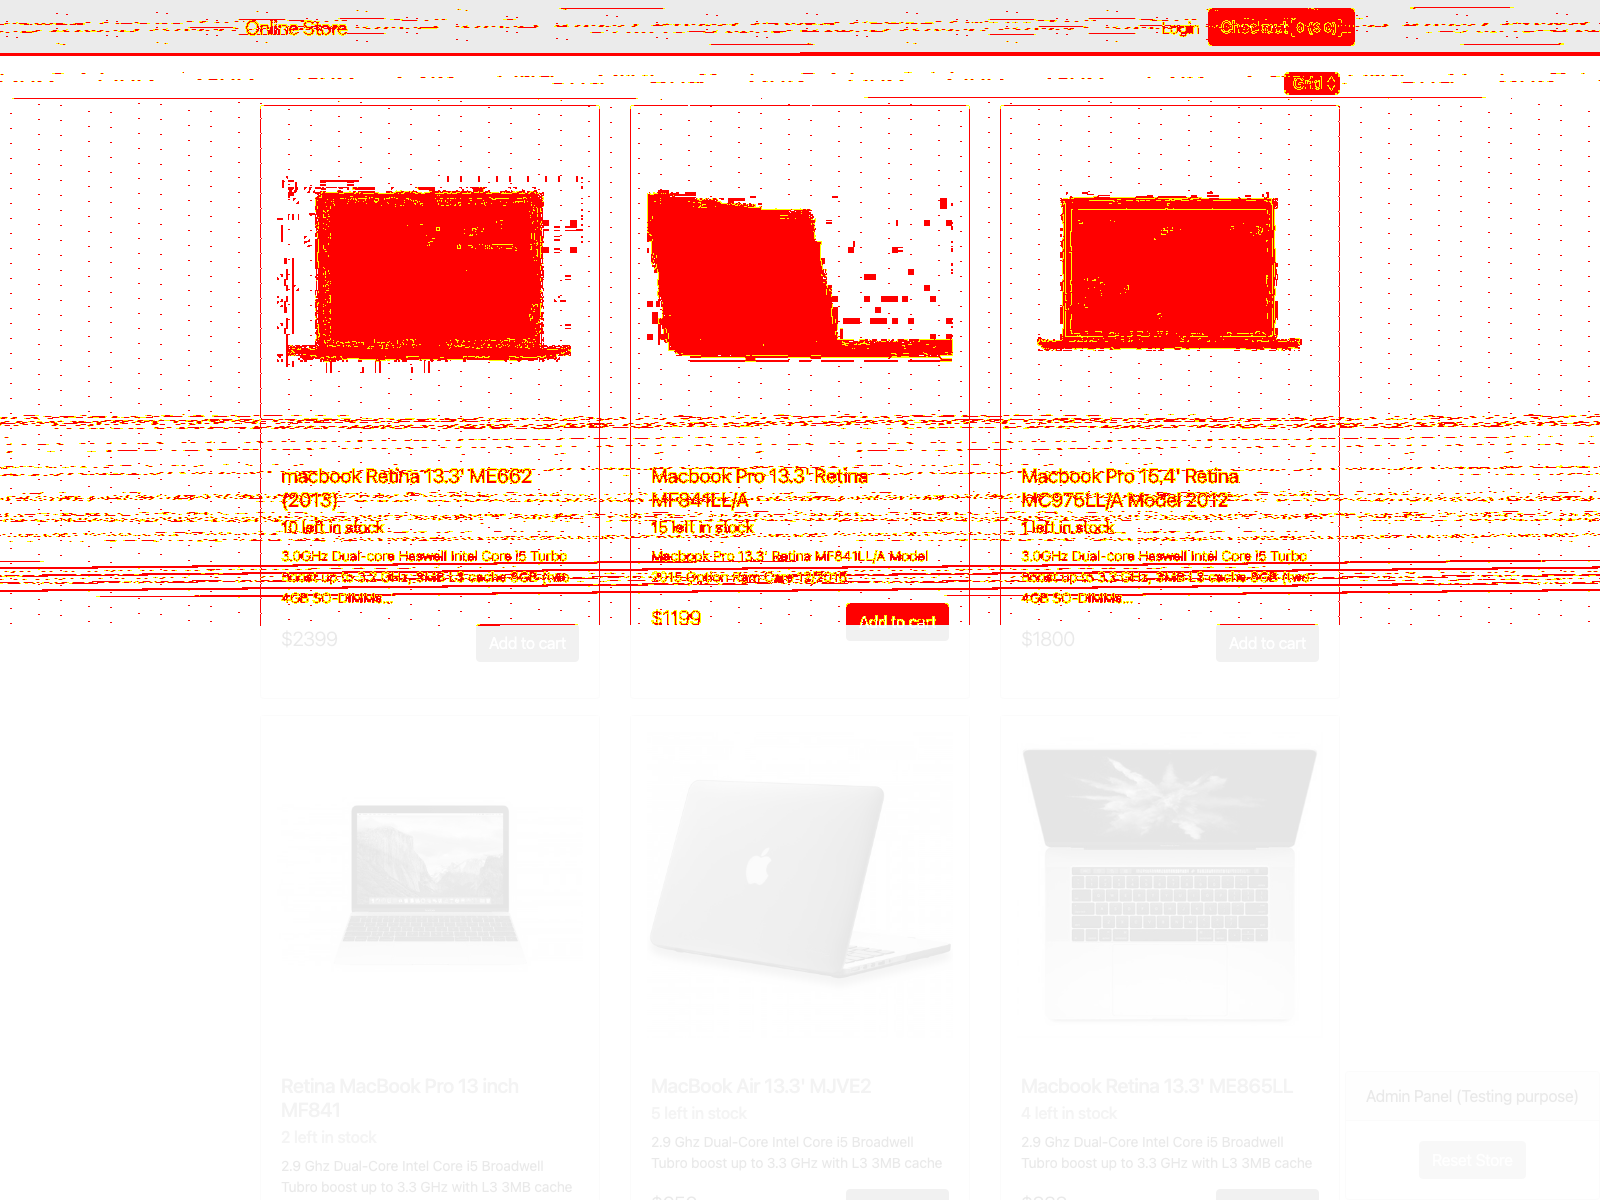 Online Store
Login
Checkout 0 ($ 0)
Grid
macbook Retina 13.3' ME662
(2013)
10 left in stock
3.0GHz Dual-core Haswell Intel Core i5 Turbo
Boost up to 3.2 GHz, 3MB L3 cache 8GB (two
4GB SO-DIMMs...
$2399
Add to cart
Macbook Pro 13.3' Retina
MF841LL/A
15 left in stock
Macbook Pro 13.3' Retina MF841LL/A Model
$1199
Add to cart
Macbook Pro 15.4' Retina
MC975LL/A Model 2012
1 left in stock
3.0GHz Dual-core Haswell Intel Core i5 Turbo
Boost up to 3.2 GHz, 3MB L3 cache 8GB (two
4GB SO-DIMMs...
$1800
Add to cart
Retina MacBook Pro 13 inch
MF841
2 left in stock
2.9 Ghz Dual-Core Intel Core i5 Broadwell
Tubro boost up to 3.3 GHz with L3 3MB cache
MacBook Air 13.3' MJVE2
5 left in stock
2.9 Ghz Dual-Core Intel Core i5 Broadwell
Tubro boost up to 3.3 GHz with L3 3MB cache
Macbook Retina 13.3' ME865LL
4 left in stock
2.9 Ghz Dual-Core Intel Core i5 Broadwell
Tubro boost up to 3.3 GHz with L3 3MB cache
Admin Panel (Testing purpose)
Reset Store